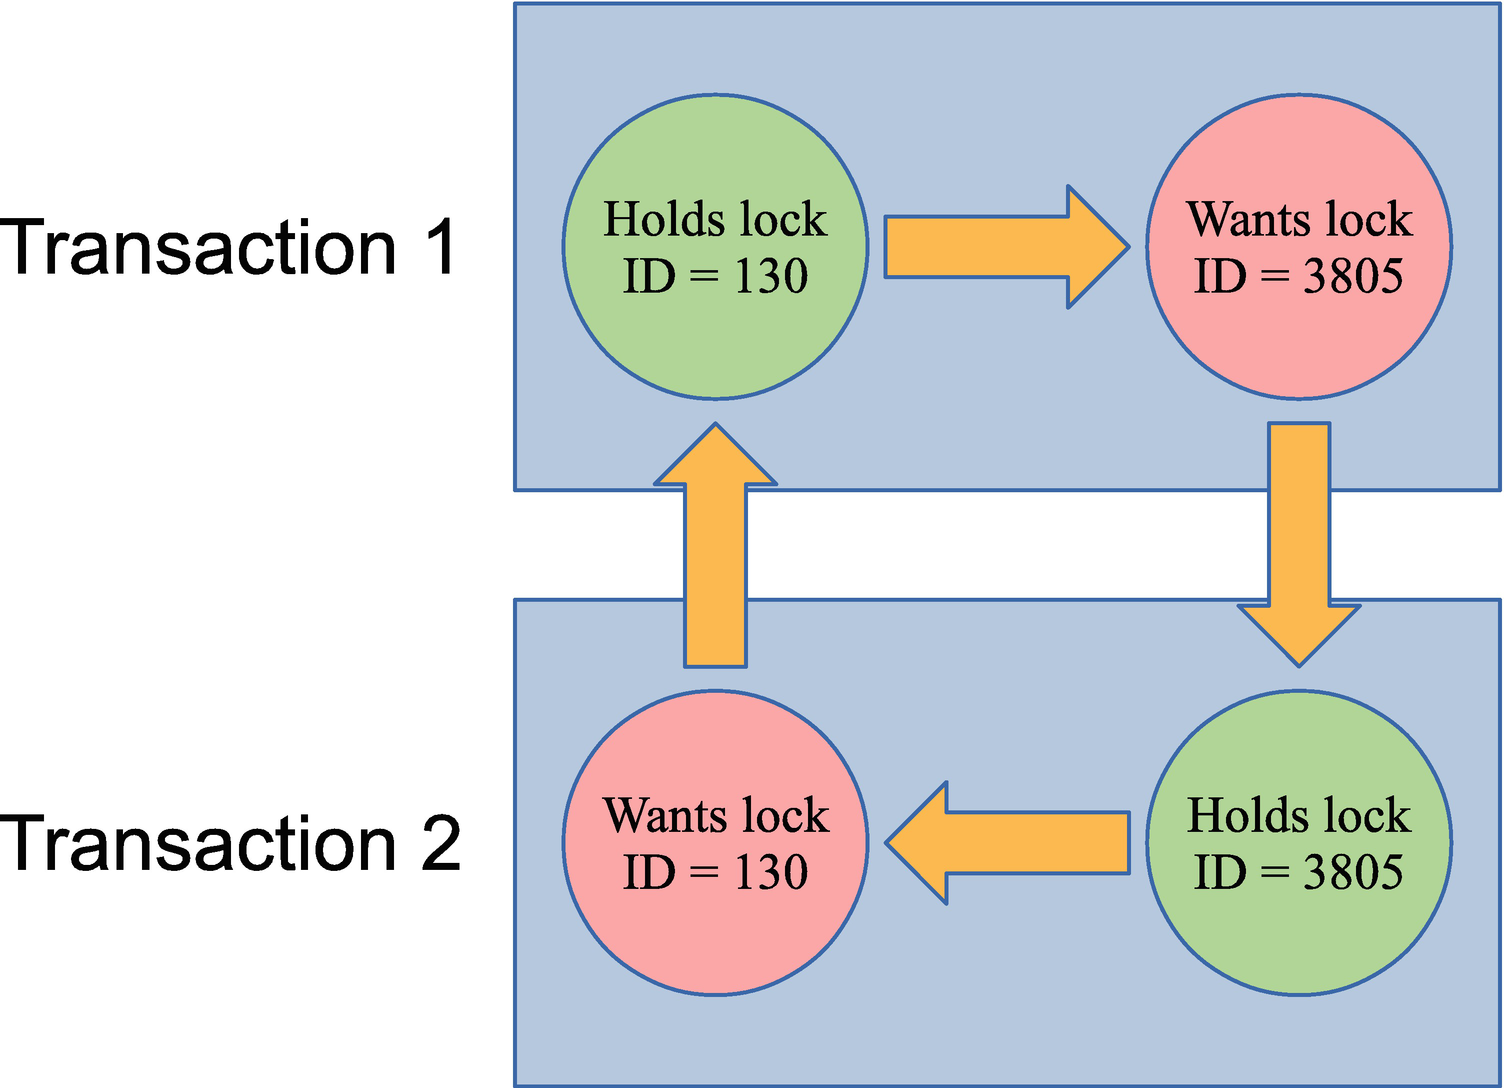 Transaction 1
Holds lock
ID = 130
Wants lock
ID = 3805
Transaction 2
Wants lock
ID = 130
Holds lock
ID = 3805